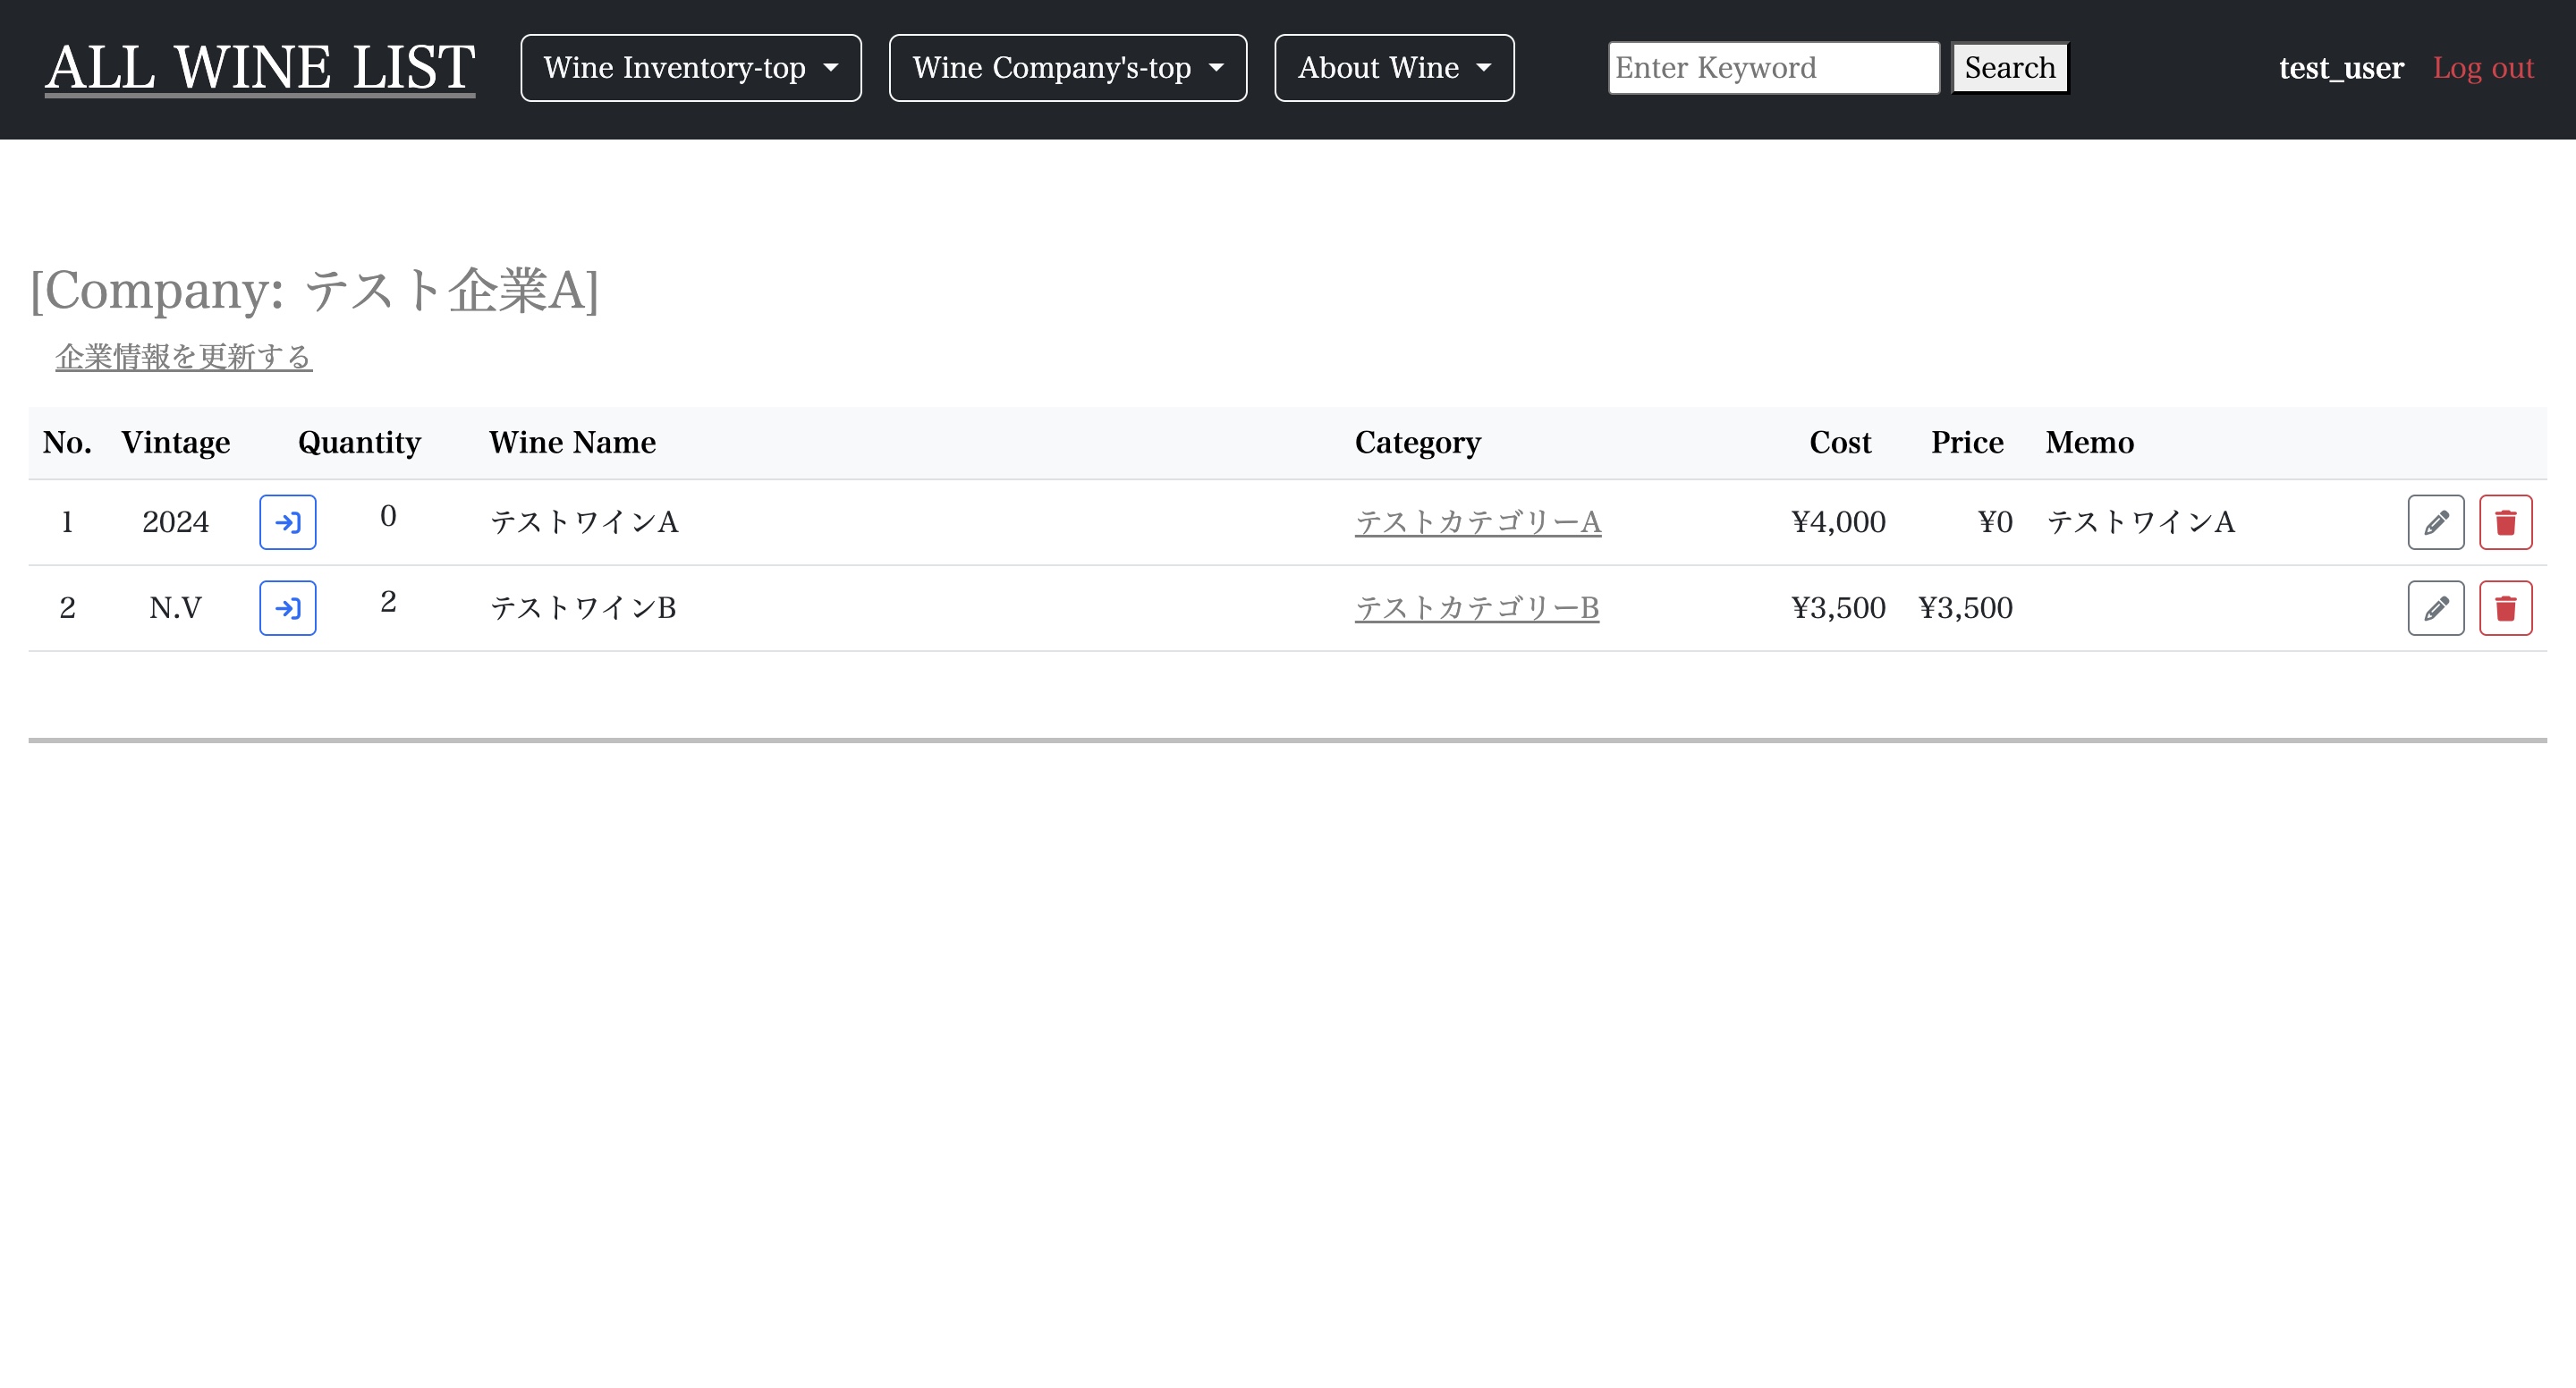 ALL WINE LIST Wine Inventory-top Wine Company's-top About Wine Enter Keyword Search test_user Log out
[Company: テスト企業A]
企業情報を更新する
No. Vintage Quantity Wine Name Category Cost Price Memo
1 2024 0 テストワインA テストカテゴリーA ¥4,000 ¥0 テストワインA
2 N.V 2 テストワインB テストカテゴリーB ¥3,500 ¥3,500